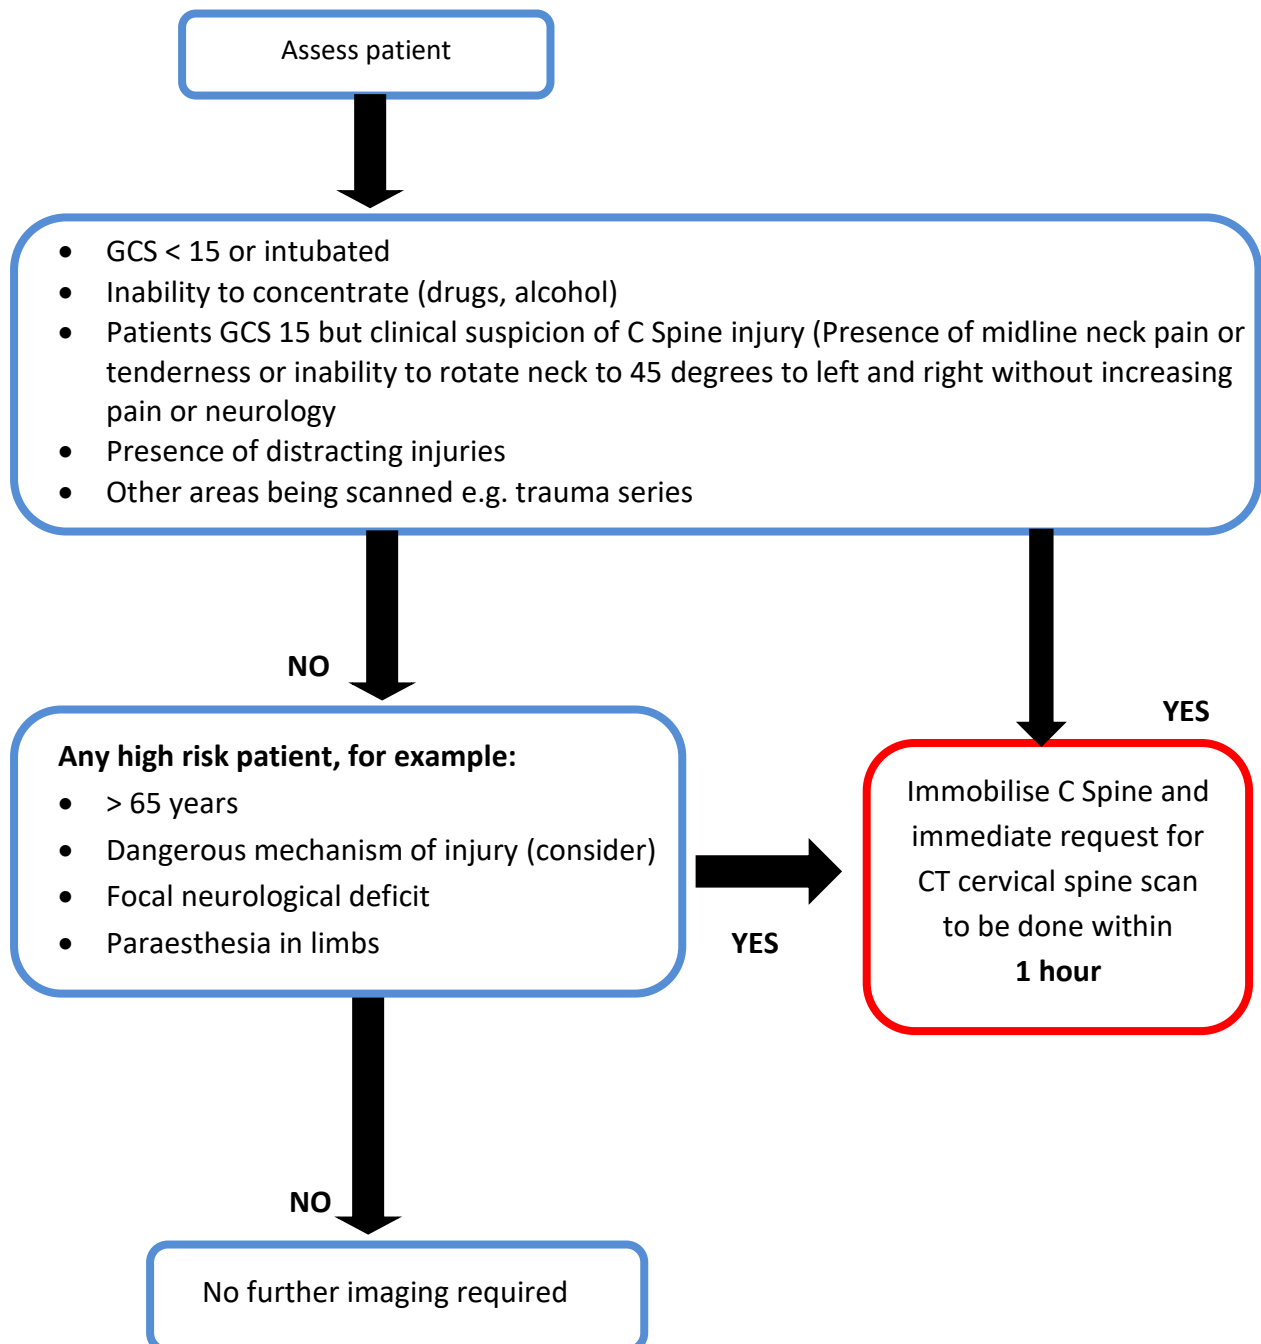 Assess patient
• GCS < 15 or intubated
• Inability to concentrate (drugs, alcohol)
• Patients GCS 15 but clinical suspicion of C Spine injury (Presence of midline neck pain or
tenderness or inability to rotate neck to 45 degrees to left and right without increasing
pain or neurology
• Presence of distracting injuries
• Other areas being scanned e.g. trauma series
NO
YES
Any high risk patient, for example:
• > 65 years
• Dangerous mechanism of injury (consider)
• Focal neurological deficit
• Paraesthesia in limbs
YES
Immobilise C Spine and
immediate request for
CT cervical spine scan
to be done within
1 hour
NO
No further imaging required